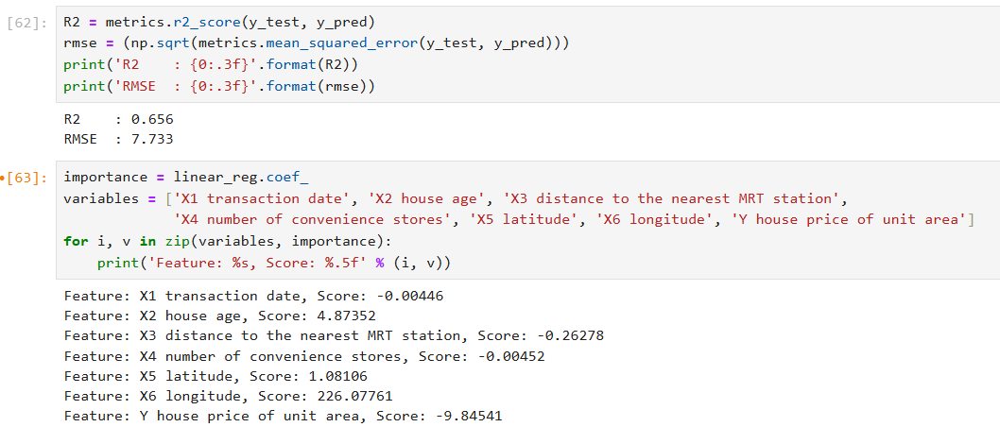 [62]: R2 = metrics.r2_score(y_test, y_pred)
rmse = (np.sqrt(metrics.mean_squared_error(y_test, y_pred)))
print('R2    : {0:.3f}'.format(R2))
print('RMSE  : {0:.3f}'.format(rmse))
R2    : 0.656
RMSE  : 7.733
[63]: importance = linear_reg.coef_
variables = ['X1 transaction date', 'X2 house age', 'X3 distance to the nearest MRT station',
             'X4 number of convenience stores', 'X5 latitude', 'X6 longitude', 'Y house price of unit area']
for i, v in zip(variables, importance):
    print('Feature: %s, Score: %.5f' % (i, v))
Feature: X1 transaction date, Score: -0.00446
Feature: X2 house age, Score: 4.87352
Feature: X3 distance to the nearest MRT station, Score: -0.26278
Feature: X4 number of convenience stores, Score: -0.00452
Feature: X5 latitude, Score: 1.08106
Feature: X6 longitude, Score: 226.07761
Feature: Y house price of unit area, Score: -9.84541